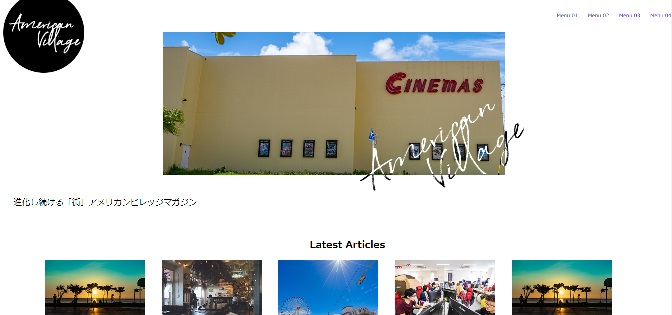 American
Village
Menu 01
Menu 02
Menu 03
Menu 04
CINEMAS
American
Village
進化し続ける「街」アメリカンビレッジマガジン
Latest Articles